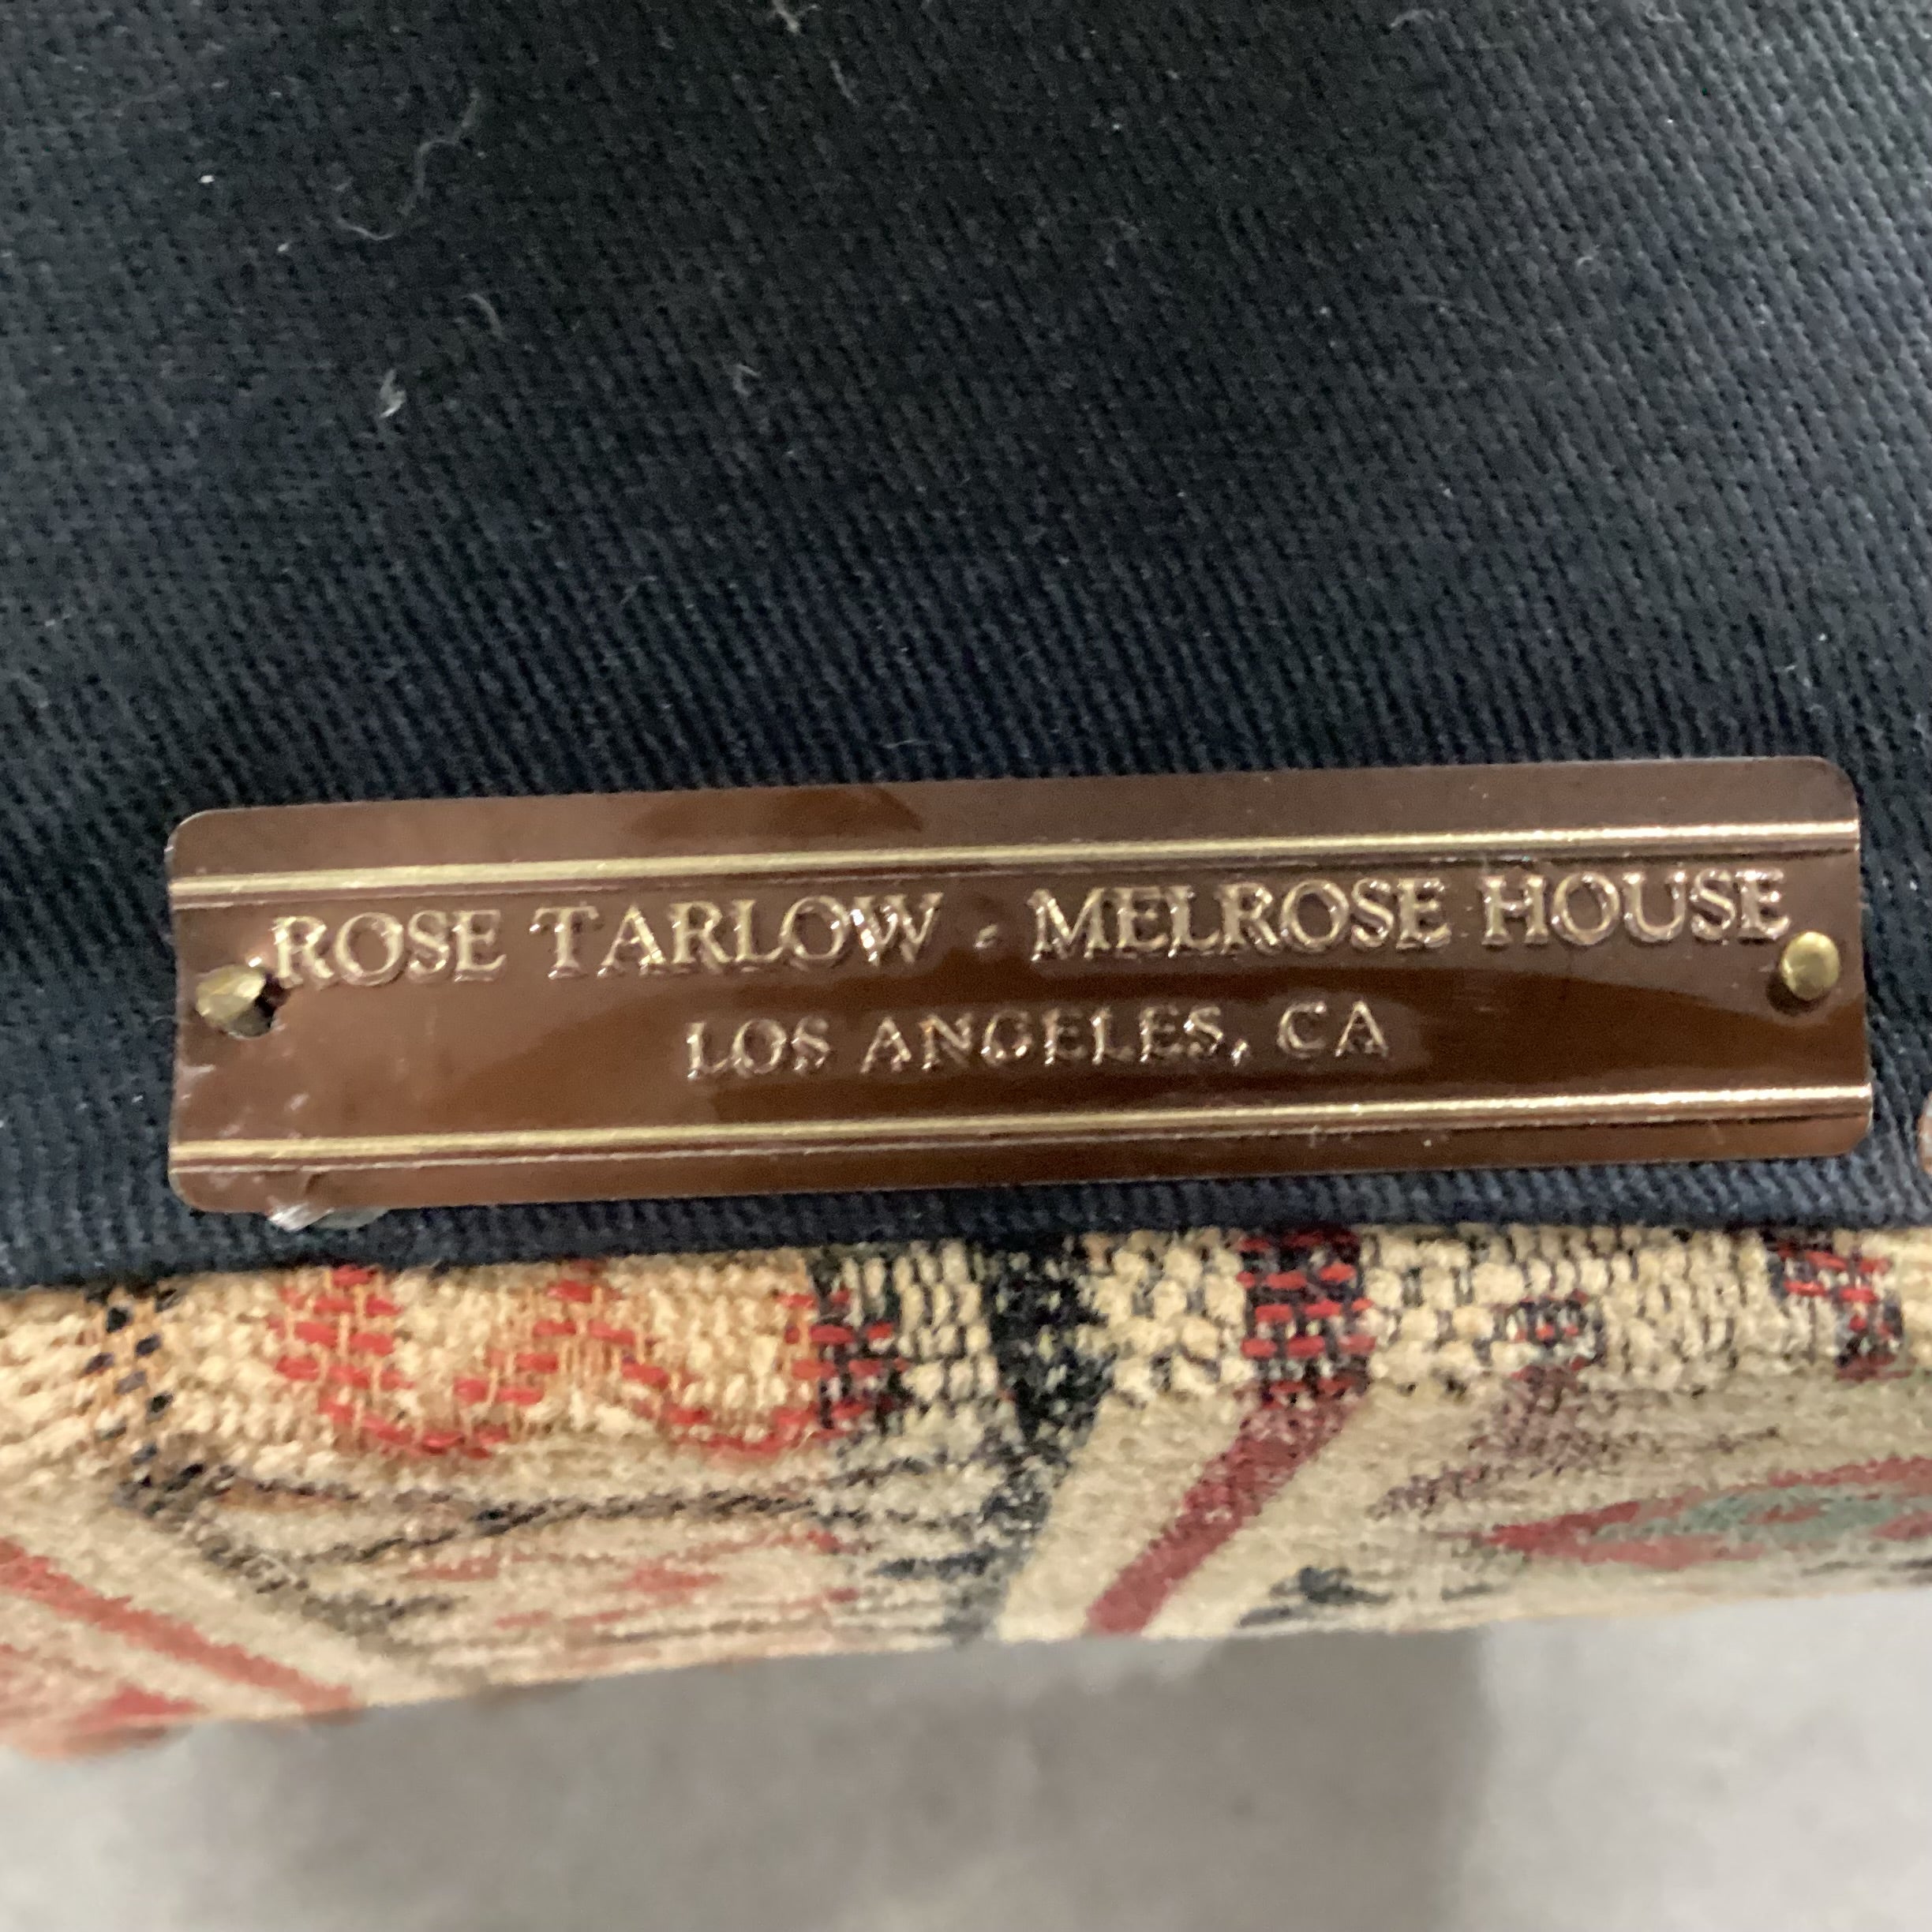 ROSE TARLOW - MELROSE HOUSE
LOS ANGELES, CA